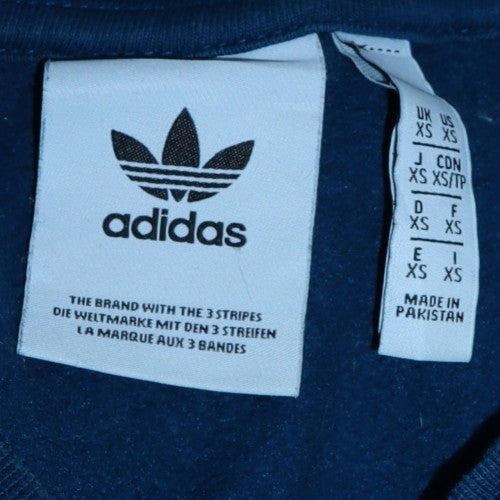 adidas
THE BRAND WITH THE 3 STRIPES
DIE WELTMARKE MIT DEN 3 STREIFEN
LA MARQUE AUX 3 BANDES
UK US
XS XS
J CDN
XS XS/TP
D F
XS XS
E I
XS XS
MADE IN
PAKISTAN